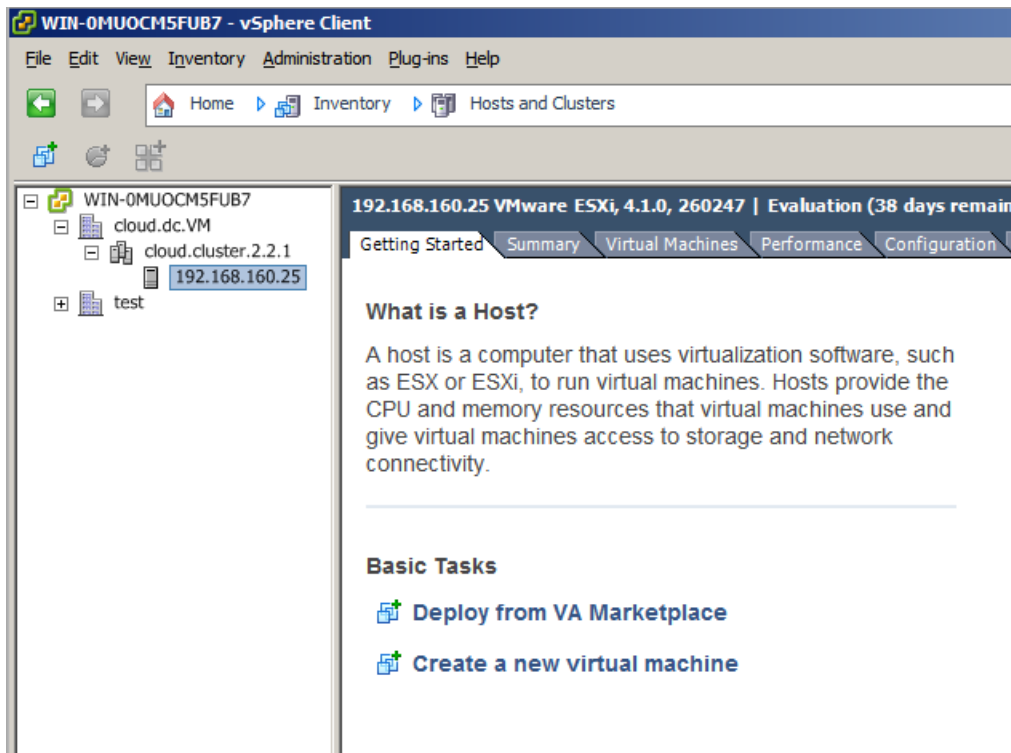 WIN-0MUOCM5FUB7 - vSphere Client
File Edit View Inventory Administration Plug-ins Help
Home Inventory Hosts and Clusters
WIN-0MUOCM5FUB7
cloud.dc.VM
cloud.cluster.2.2.1
192.168.160.25
test
192.168.160.25 VMware ESXi, 4.1.0, 260247 | Evaluation (38 days remain
Getting Started Summary Virtual Machines Performance Configuration
What is a Host?
A host is a computer that uses virtualization software, such
as ESX or ESXi, to run virtual machines. Hosts provide the
CPU and memory resources that virtual machines use and
give virtual machines access to storage and network
connectivity.
Basic Tasks
Deploy from VA Marketplace
Create a new virtual machine